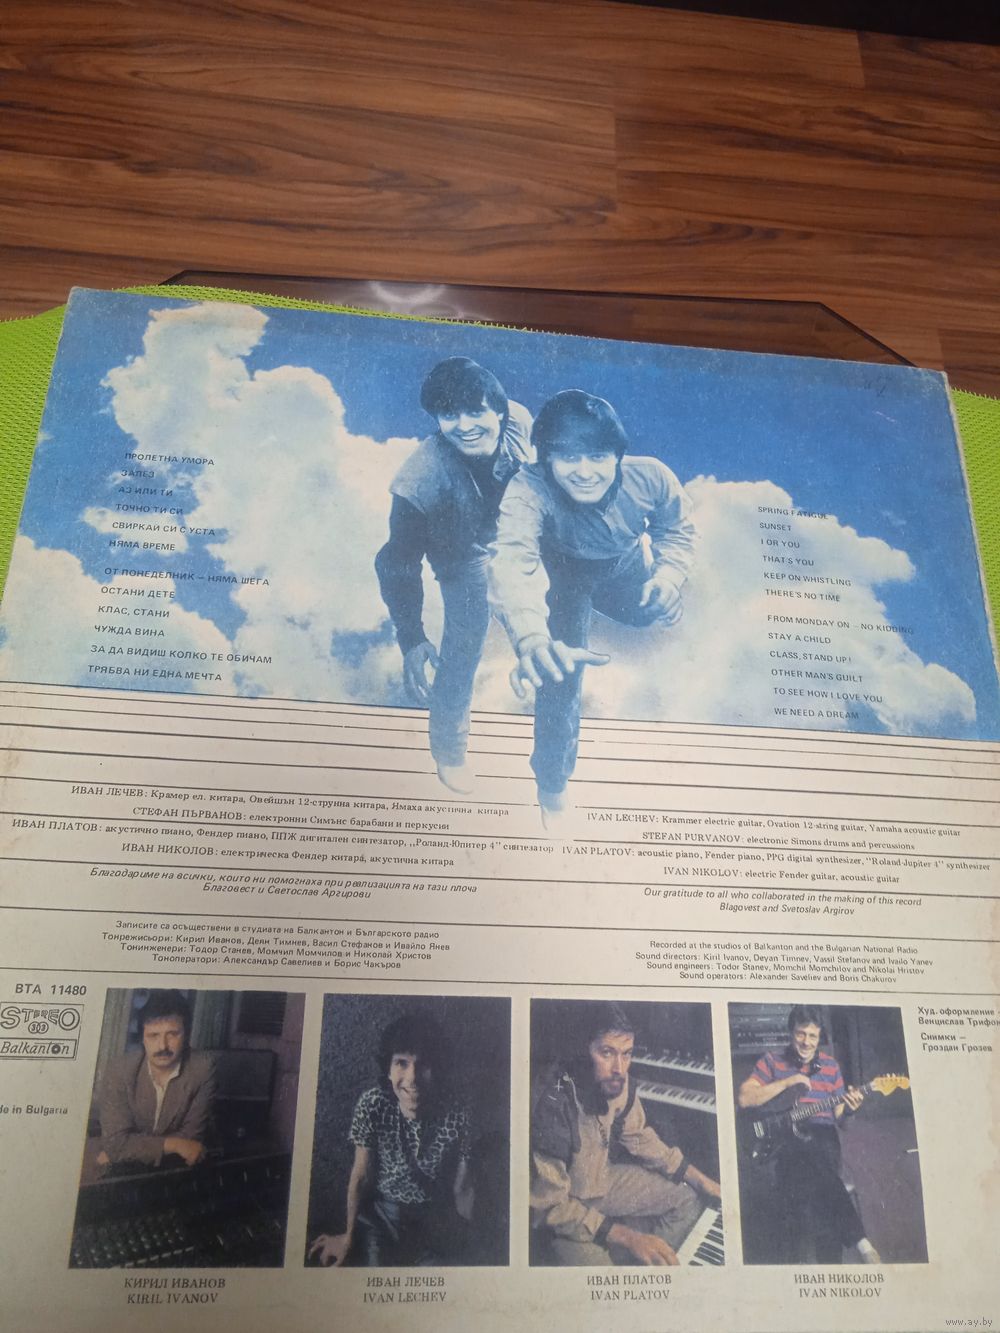 ПРОЛЕТНА УМОРА
ЗАЛЕЗ
АЗ ИЛИ ТИ
ТОЧНО ТИ СИ
СВИРКАЙ СИ С УСТА
НЯМА ВРЕМЕ
ОТ ПОНЕДЕЛНИК – НЯМА ШЕГА
ОСТАНИ ДЕТЕ
КЛАС, СТАНИ
ЧУЖДА ВИНА
ЗА ДА ВИДИШ КОЛКО ТЕ ОБИЧАМ
ТРЯБВА НИ ЕДНА МЕЧТА
SPRING FATIGUE
SUNSET
I OR YOU
THAT'S YOU
KEEP ON WHISTLING
THERE'S NO TIME
FROM MONDAY ON – NO KIDDING
STAY A CHILD
CLASS, STAND UP!
OTHER MAN'S GUILT
TO SEE HOW I LOVE YOU
WE NEED A DREAM
ИВАН ЛЕЧЕВ: Крамер ел. китара, Овейшън 12-струнна китара, Ямаха акустична китара
СТЕФАН ПЪРВАНОВ: електронни Симънс барабани и перкусии
ИВАН ПЛАТОВ: акустично пиано, Фендер пиано, ППЖ дигитален синтезатор, „Роланд-Юпитер 4" синтезатор
ИВАН НИКОЛОВ: електрическа Фендер китара, акустична китара
Благодариме на всички, които ни помогнаха при реализацията на тази плоча
Благовест и Светослав Аргирови
IVAN LECHEV: Krammer electric guitar, Ovation 12-string guitar, Yamaha acoustic guitar
STEFAN PURVANOV: electronic Simons drums and percussions
IVAN PLATOV: acoustic piano, Fender piano, PPG digital synthesizer, "Roland-Jupiter 4" synthesizer
IVAN NIKOLOV: electric Fender guitar, acoustic guitar
Our gratitude to all who collaborated in the making of this record
Blagovest and Svetoslav Argirov
Записите са осъществени в студиата на Балкантон и Българското радио
Тонрежисьори: Кирил Иванов, Деян Тимнев, Васил Стефанов и Ивайло Янев
Тонинженери: Тодор Станев, Момчил Момчилов и Николай Христов
Тоноператори: Александър Савелиев и Борис Чакъров
Recorded at the studios of Balkanton and the Bulgarian National Radio
Sound directors: Kiril Ivanov, Deyan Timnev, Vassil Stefanov and Ivailo Yanev
Sound engineers: Todor Stanev, Momchil Momchilov and Nikolai Hristov
Sound operators: Alexander Saveliev and Boris Chakurov
ВТА 11480
STEREO
303
Balkanton
de in Bulgaria
Худ. оформление –
Венцислав Трифон
Снимки –
Гроздан Грозев
КИРИЛ ИВАНОВ
KIRIL IVANOV
ИВАН ЛЕЧЕВ
IVAN LECHEV
ИВАН ПЛАТОВ
IVAN PLATOV
ИВАН НИКОЛОВ
IVAN NIKOLOV
www.ay.by